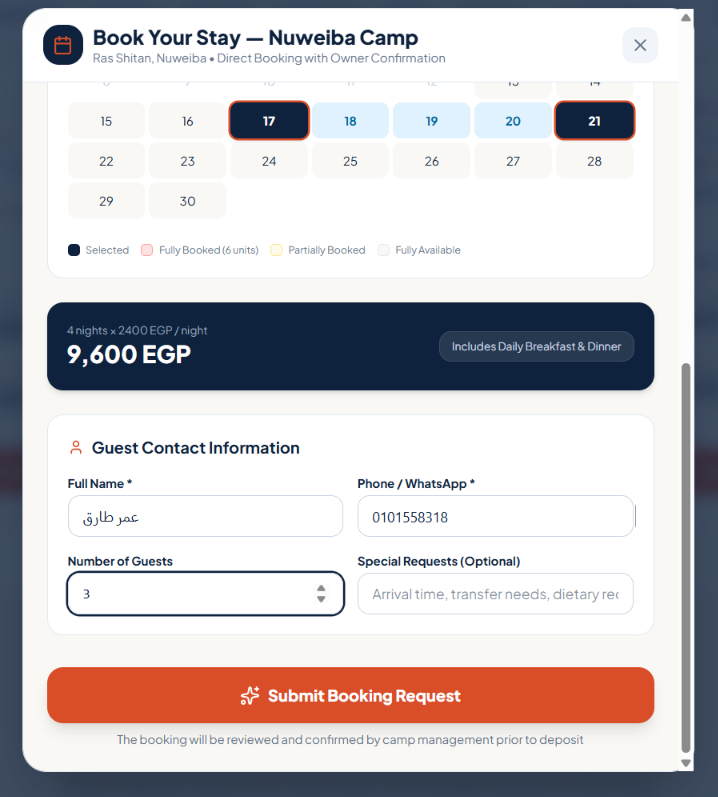 Book Your Stay — Nuweiba Camp
Ras Shitan, Nuweiba • Direct Booking with Owner Confirmation
13 14
15 16 17 18 19 20 21
22 23 24 25 26 27 28
29 30
Selected Fully Booked (6 units) Partially Booked Fully Available
4 nights x 2400 EGP / night
9,600 EGP
Includes Daily Breakfast & Dinner
Guest Contact Information
Full Name * Phone / WhatsApp *
عمر طارق 0101558318
Number of Guests Special Requests (Optional)
3 Arrival time, transfer needs, dietary rec
Submit Booking Request
The booking will be reviewed and confirmed by camp management prior to deposit